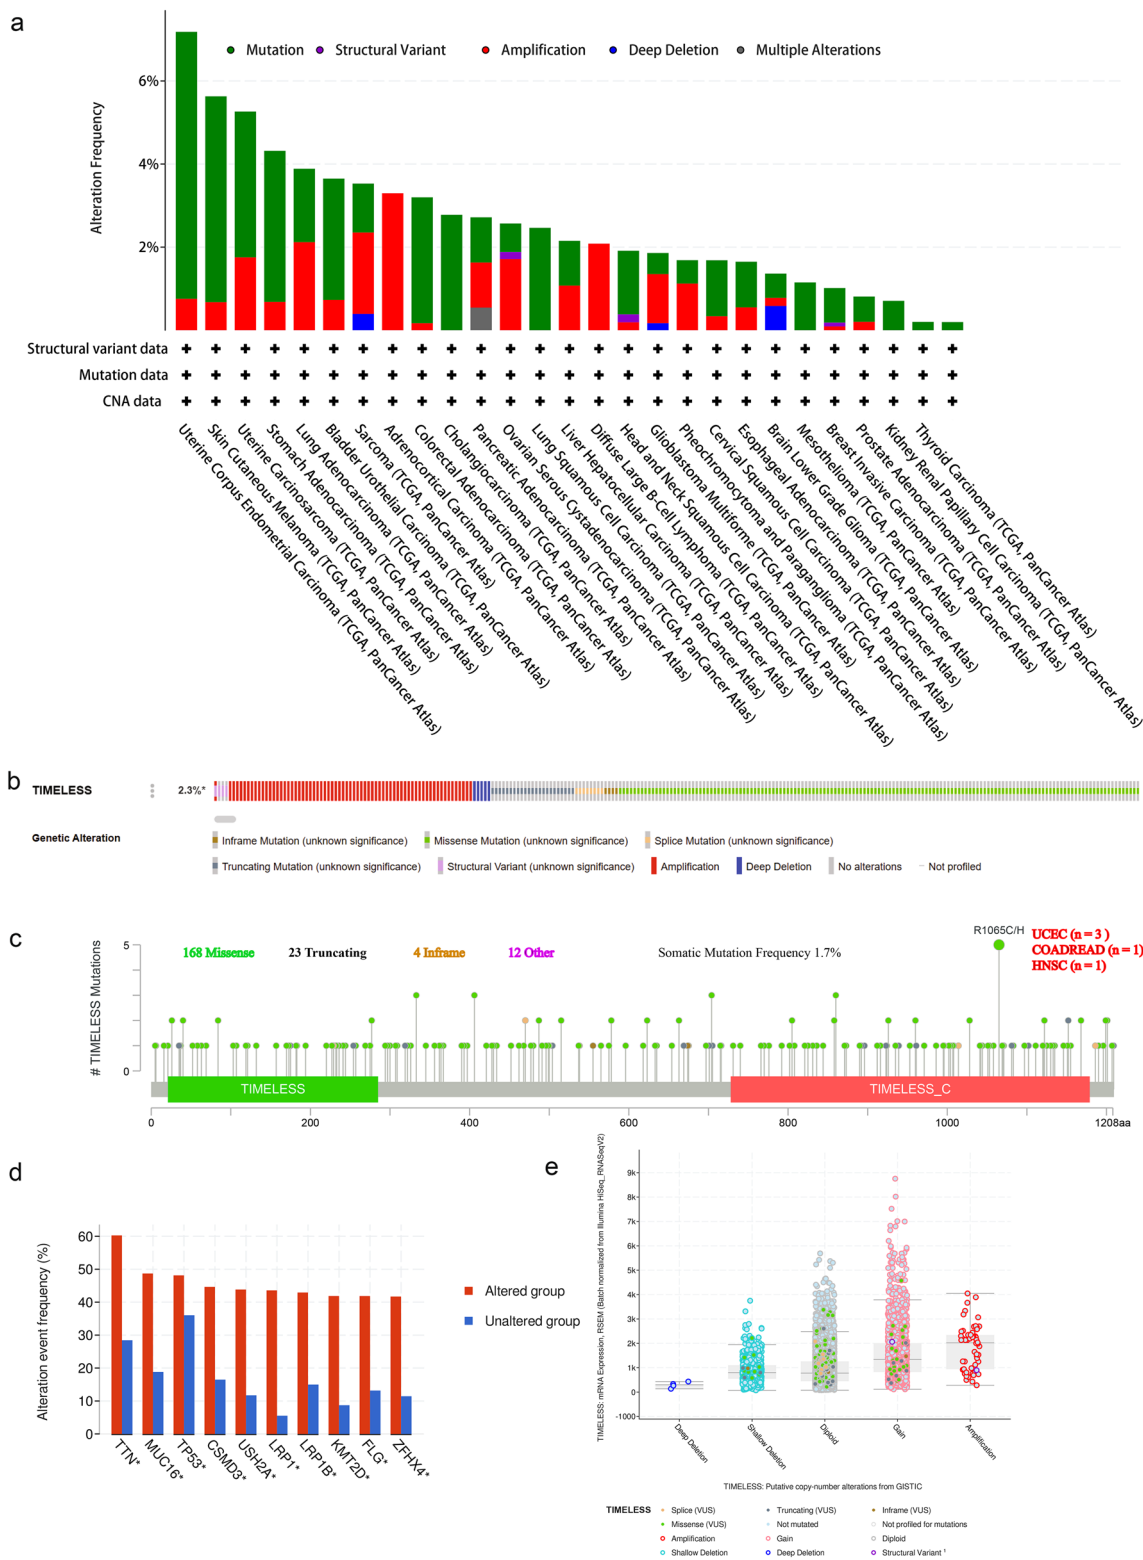 a
Mutation
Structural Variant
Amplification
Deep Deletion
Multiple Alterations
Alteration Frequency
6%
4%
2%
Structural variant data
Mutation data
CNA data
Uterine Corpus Endometrial Carcinoma (TCGA, PanCancer Atlas)
Skin Cutaneous Melanoma (TCGA, PanCancer Atlas)
Uterine Carcinosarcoma (TCGA, PanCancer Atlas)
Stomach Adenocarcinoma (TCGA, PanCancer Atlas)
Lung Adenocarcinoma (TCGA, PanCancer Atlas)
Bladder Urothelial Carcinoma (TCGA, PanCancer Atlas)
Sarcoma (TCGA, PanCancer Atlas)
Adrenocortical Carcinoma (TCGA, PanCancer Atlas)
Colorectal Adenocarcinoma (TCGA, PanCancer Atlas)
Cholangiocarcinoma (TCGA, PanCancer Atlas)
Pancreatic Adenocarcinoma (TCGA, PanCancer Atlas)
Ovarian Serous Cystadenocarcinoma (TCGA, PanCancer Atlas)
Lung Squamous Cell Carcinoma (TCGA, PanCancer Atlas)
Liver Hepatocellular Carcinoma (TCGA, PanCancer Atlas)
Diffuse Large B-Cell Lymphoma (TCGA, PanCancer Atlas)
Head and Neck Squamous Cell Carcinoma (TCGA, PanCancer Atlas)
Glioblastoma Multiforme (TCGA, PanCancer Atlas)
Pheochromocytoma and Paraganglioma (TCGA, PanCancer Atlas)
Cervical Squamous Cell Carcinoma (TCGA, PanCancer Atlas)
Esophageal Adenocarcinoma (TCGA, PanCancer Atlas)
Brain Lower Grade Glioma (TCGA, PanCancer Atlas)
Mesothelioma (TCGA, PanCancer Atlas)
Breast Invasive Carcinoma (TCGA, PanCancer Atlas)
Prostate Adenocarcinoma (TCGA, PanCancer Atlas)
Kidney Renal Papillary Cell Carcinoma (TCGA, PanCancer Atlas)
Thyroid Carcinoma (TCGA, PanCancer Atlas)
b
TIMELESS
2.3%*
Genetic Alteration
Inframe Mutation (unknown significance)
Missense Mutation (unknown significance)
Splice Mutation (unknown significance)
Truncating Mutation (unknown significance)
Structural Variant (unknown significance)
Amplification
Deep Deletion
No alterations
Not profiled
c
# TIMELESS Mutations
5
0
168 Missense
23 Truncating
4 Inframe
12 Other
Somatic Mutation Frequency 1.7%
R1065C/H
UCEC (n = 3 )
COADREAD (n = 1)
HNSC (n = 1)
TIMELESS
TIMELESS_C
0
200
400
600
800
1000
1208aa
d
Alteration event frequency (%)
60
50
40
30
20
10
0
TTN*
MUC16*
TP53*
CSMD3*
USH2A*
LRP1*
LRP1B*
KMT2D*
FLG*
ZFHX4*
Altered group
Unaltered group
e
TIMELESS: mRNA Expression, RSEM (Batch normalized from Illumina HiSeq_RNASeqV2)
9k
8k
7k
6k
5k
4k
3k
2k
1k
0
-1000
Deep Deletion
Shallow Deletion
Diploid
Gain
Amplification
TIMELESS: Putative copy-number alterations from GISTIC
TIMELESS
Splice (VUS)
Truncating (VUS)
Inframe (VUS)
Missense (VUS)
Not mutated
Not profiled for mutations
Amplification
Gain
Diploid
Shallow Deletion
Deep Deletion
Structural Variant ¹